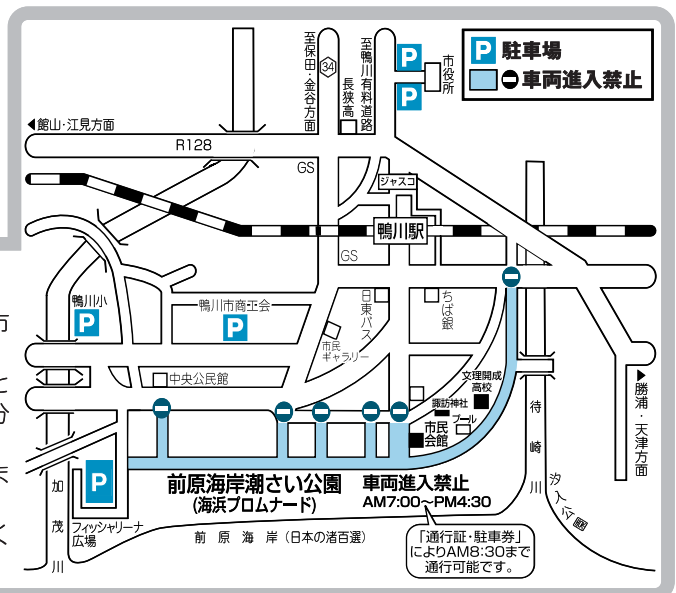 P 駐車場
車両進入禁止
至保田・金谷方面
34
長狭高
至鴨川有料道路
P
P
市役所
館山・江見方面
R128
GS
ジャスコ
鴨川駅
GS
鴨川小
P
鴨川市商工会
P
日東バス
ちば銀
市民
ギャラリー
中央公民館
文理開成
高校
諏訪神社
プール
市民
会館
待崎川
勝浦・天津方面
汐入公園
P
加茂川
フィッシャリーナ
広場
前原海岸潮さい公園
(海浜プロムナード)
車両進入禁止
AM7:00〜PM4:30
前原海岸(日本の渚百選)
「通行証・駐車券」
によりAM8:30まで
通行可能です。
市
と
分
く